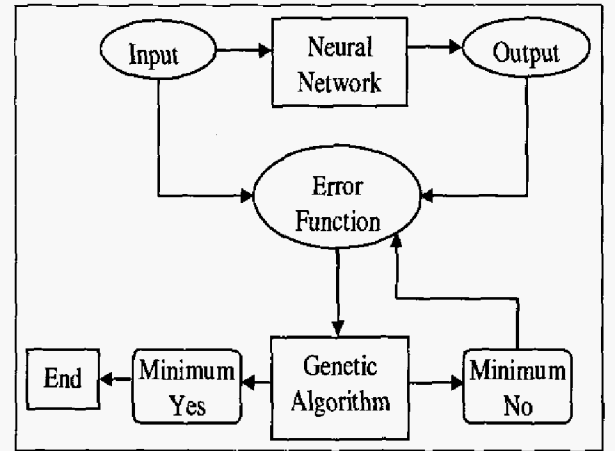 Input
Neural
Network
Output
Error
Function
End
Minimum
Yes
Genetic
Algorithm
Minimum
No